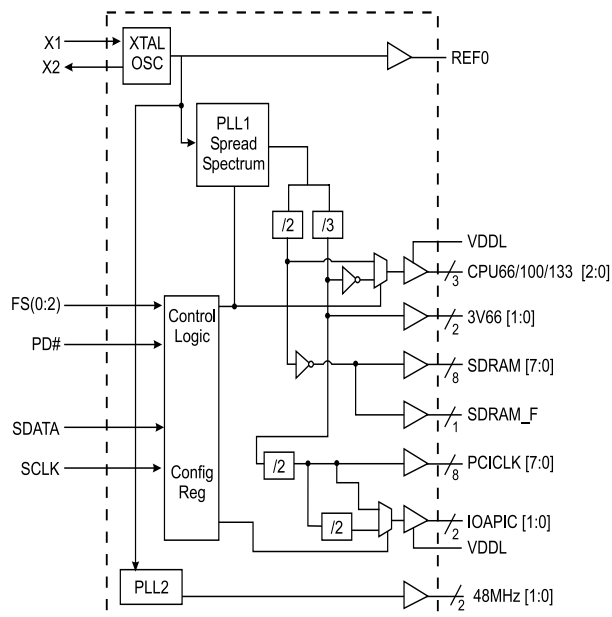 X1
X2
XTAL
OSC
REF0
PLL1
Spread
Spectrum
/2
/3
VDDL
CPU66/100/133 [2:0]
3
FS(0:2)
Control
Logic
3V66 [1:0]
2
PD#
SDRAM [7:0]
8
SDRAM_F
1
SDATA
SCLK
Config
Reg
/2
PCICLK [7:0]
8
/2
IOAPIC [1:0]
2
VDDL
PLL2
48MHz [1:0]
2